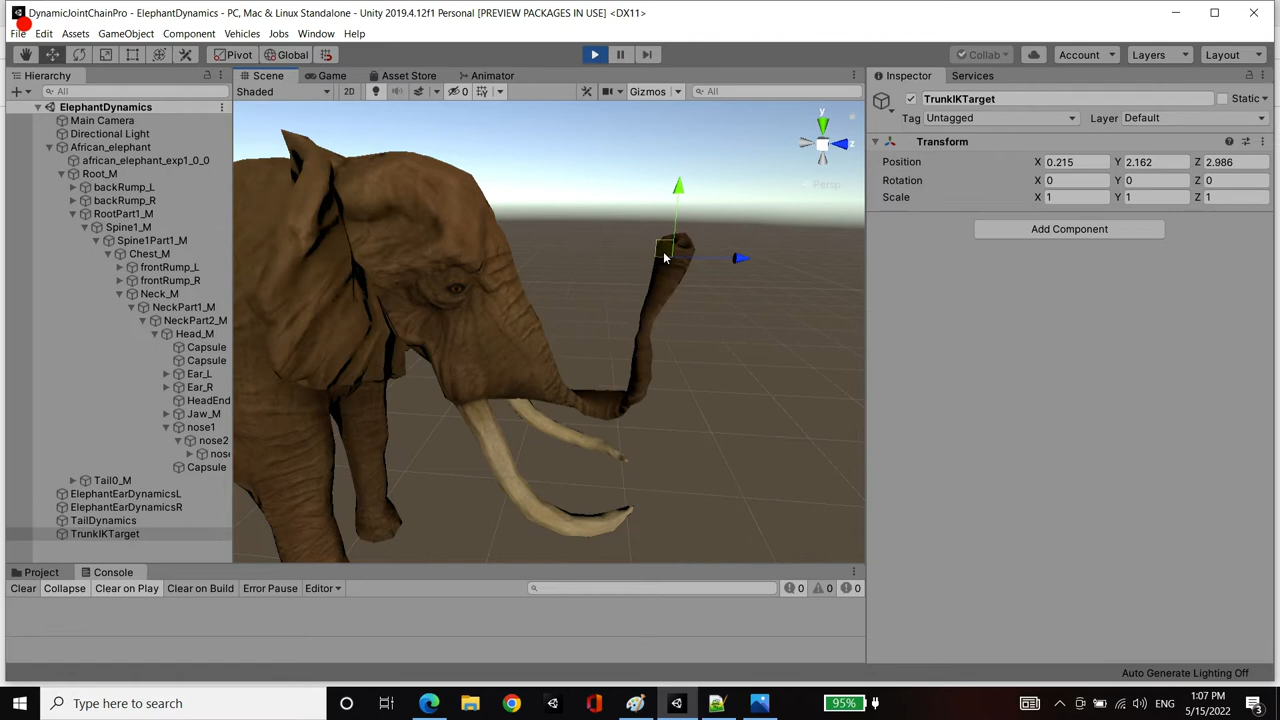 DynamicJointChainPro - ElephantDynamics - PC, Mac & Linux Standalone - Unity 2019.4.12f1 Personal [PREVIEW PACKAGES IN USE] <DX11>
File Edit Assets GameObject Component Vehicles Jobs Window Help
Pivot Global Collab Account Layers Layout
Hierarchy Scene Game Asset Store Animator Inspector Services
All Shaded 2D 0 Gizmos All TrunkIKTarget Static
ElephantDynamics
Tag Untagged Layer Default
Main Camera
Directional Light
African_elephant
african_elephant_exp1_0_0
Root_M
backRump_L
backRump_R
RootPart1_M
Spine1_M
Spine1Part1_M
Chest_M
frontRump_L
frontRump_R
Neck_M
NeckPart1_M
NeckPart2_M
Head_M
Capsule
Capsule
Ear_L
Ear_R
HeadEnd
Jaw_M
nose1
nose2
nose
Capsule
Tail0_M
ElephantEarDynamicsL
ElephantEarDynamicsR
TailDynamics
TrunkIKTarget
y
z
Persp
Transform
Position X 0.215 Y 2.162 Z 2.986
Rotation X 0 Y 0 Z 0
Scale X 1 Y 1 Z 1
Add Component
Project Console
Clear Collapse Clear on Play Clear on Build Error Pause Editor 0 0 0
Auto Generate Lighting Off
Type here to search 95% ENG 1:07 PM 5/15/2022 3